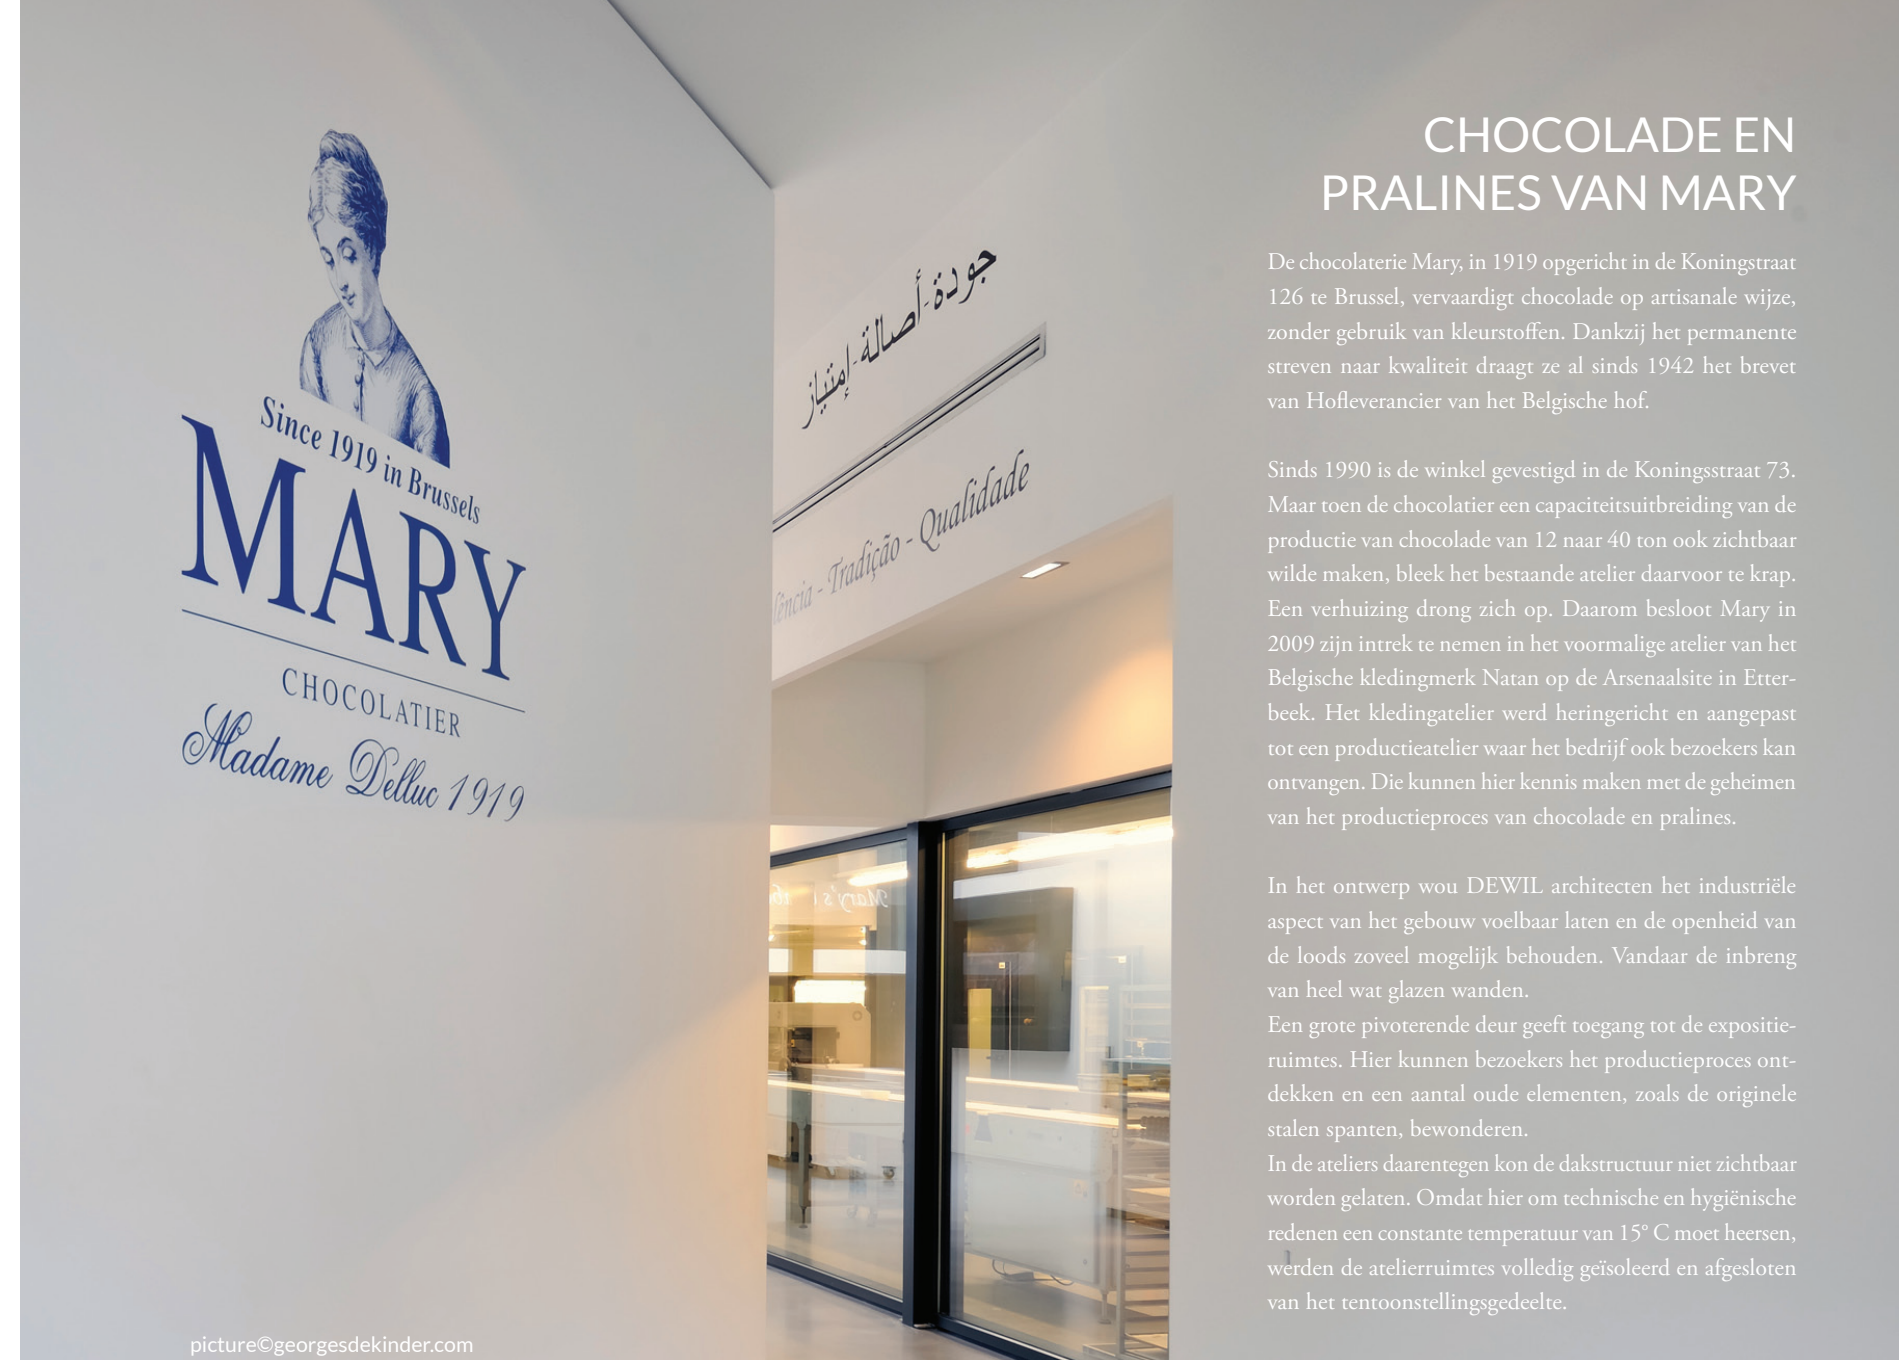 Since 1919 in Brussels
MARY
CHOCOLATIER
Madame Delluc 1919
جودة-أصالة-إمتياز
- Tradição - Qualidade
Mary's
picture©georgesdekinder.com
CHOCOLADE EN
PRALINES VAN MARY
De chocolaterie Mary, in 1919 opgericht in de Koningstraat
126 te Brussel, vervaardigt chocolade op artisanale wijze,
zonder gebruik van kleurstoffen. Dankzij het permanente
streven naar kwaliteit draagt ze al sinds 1942 het brevet
van Hofleverancier van het Belgische hof.
Sinds 1990 is de winkel gevestigd in de Koningsstraat 73.
Maar toen de chocolatier een capaciteitsuitbreiding van de
productie van chocolade van 12 naar 40 ton ook zichtbaar
wilde maken, bleek het bestaande atelier daarvoor te krap.
Een verhuizing drong zich op. Daarom besloot Mary in
2009 zijn intrek te nemen in het voormalige atelier van het
Belgische kledingmerk Natan op de Arsenaalsite in Etter-
beek. Het kledingatelier werd heringericht en aangepast
tot een productieatelier waar het bedrijf ook bezoekers kan
ontvangen. Die kunnen hier kennis maken met de geheimen
van het productieproces van chocolade en pralines.
In het ontwerp wou DEWIL architecten het industriële
aspect van het gebouw voelbaar laten en de openheid van
de loods zoveel mogelijk behouden. Vandaar de inbreng
van heel wat glazen wanden.
Een grote pivoterende deur geeft toegang tot de expositie-
ruimtes. Hier kunnen bezoekers het productieproces ont-
dekken en een aantal oude elementen, zoals de originele
stalen spanten, bewonderen.
In de ateliers daarentegen kon de dakstructuur niet zichtbaar
worden gelaten. Omdat hier om technische en hygiënische
redenen een constante temperatuur van 15° C moet heersen,
werden de atelierruimtes volledig geïsoleerd en afgesloten
van het tentoonstellingsgedeelte.